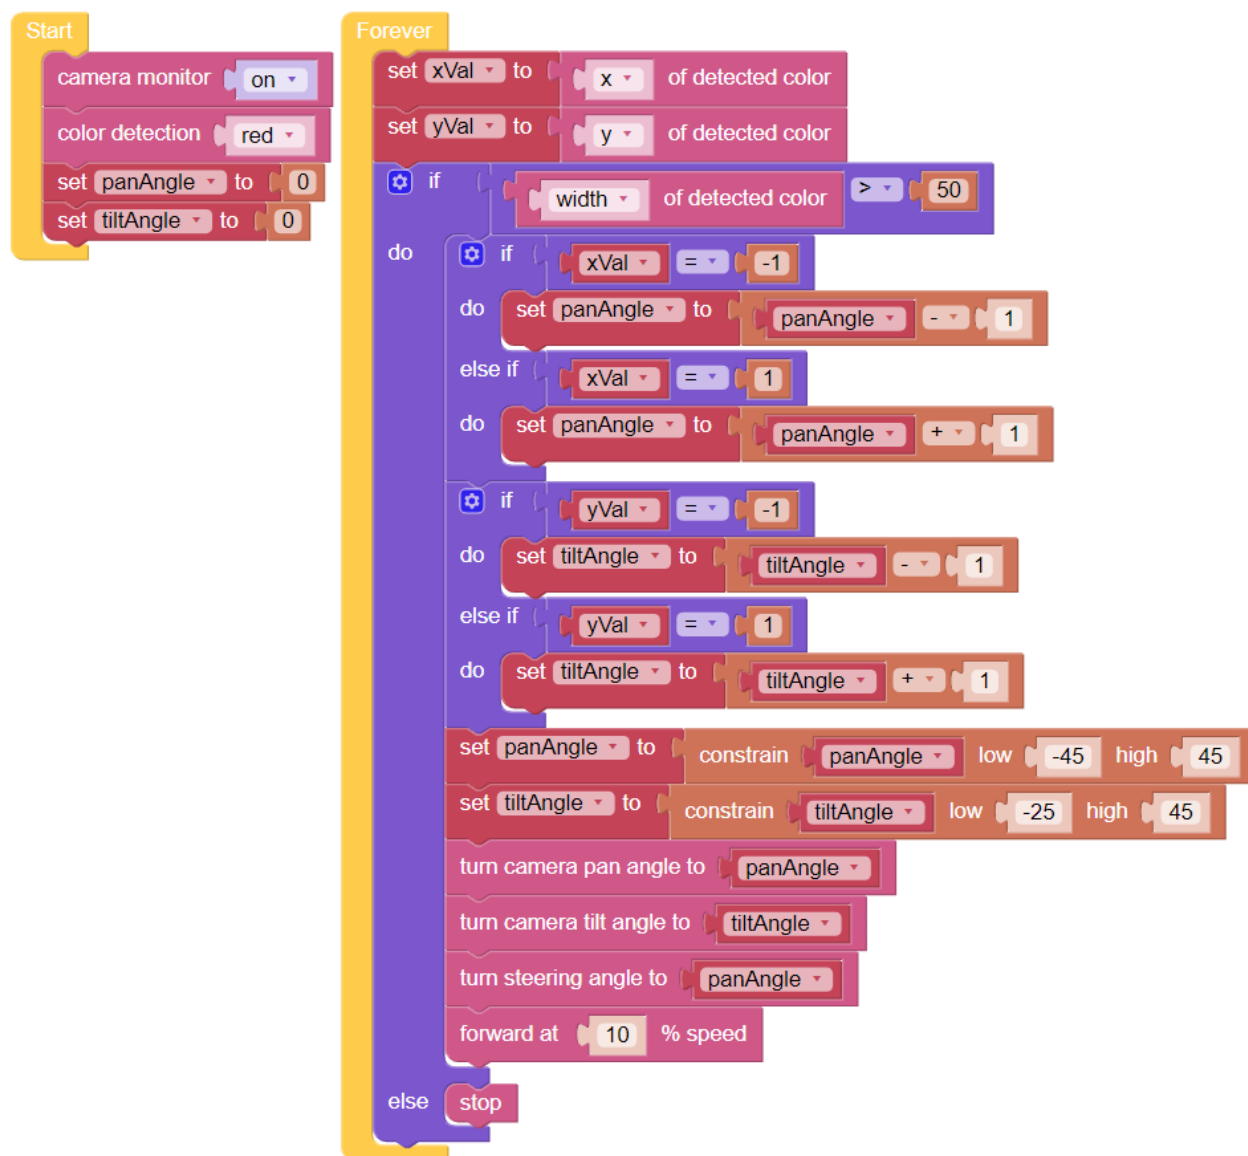 Start
camera monitor on
color detection red
set panAngle to 0
set tiltAngle to 0
Forever
set xVal to x of detected color
set yVal to y of detected color
if width of detected color > 50
do if xVal = -1
do set panAngle to panAngle - 1
else if xVal = 1
do set panAngle to panAngle + 1
if yVal = -1
do set tiltAngle to tiltAngle - 1
else if yVal = 1
do set tiltAngle to tiltAngle + 1
set panAngle to constrain panAngle low -45 high 45
set tiltAngle to constrain tiltAngle low -25 high 45
turn camera pan angle to panAngle
turn camera tilt angle to tiltAngle
turn steering angle to panAngle
forward at 10 % speed
else stop